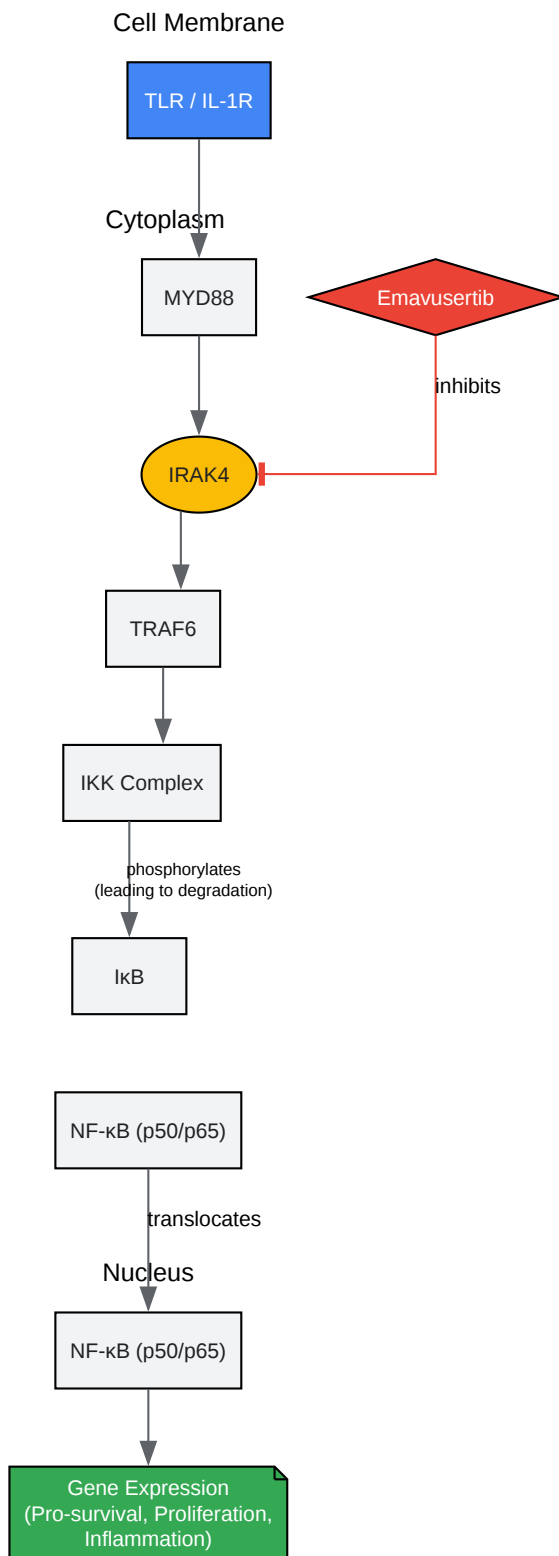 Cell Membrane
TLR / IL-1R
Cytoplasm
MYD88
Emavusertib
inhibits
IRAK4
TRAF6
IKK Complex
phosphorylates
(leading to degradation)
IκB
NF-κB (p50/p65)
translocates
Nucleus
NF-κB (p50/p65)
Gene Expression
(Pro-survival, Proliferation,
Inflammation)